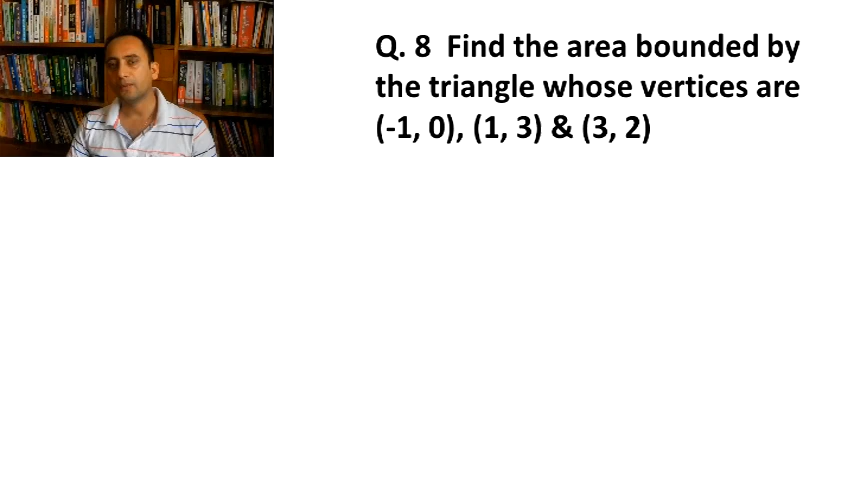 Q. 8 Find the area bounded by
the triangle whose vertices are
(-1, 0), (1, 3) & (3, 2)